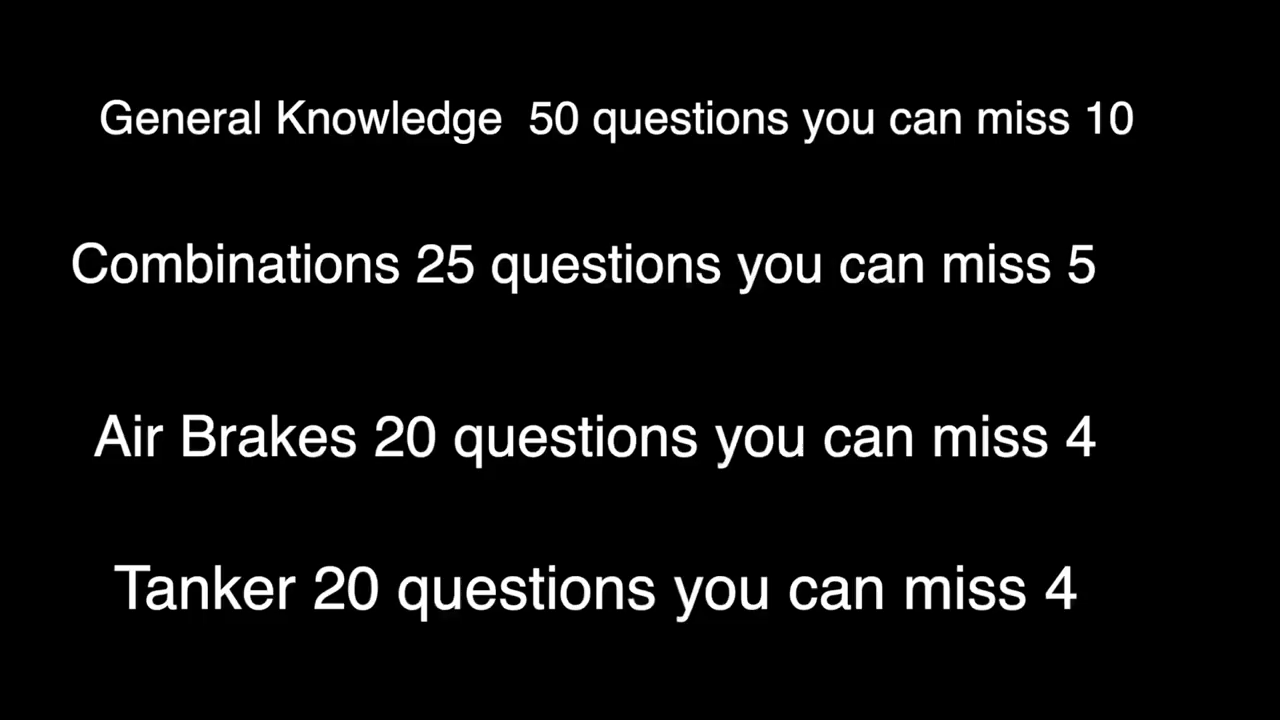 General Knowledge  50 questions you can miss 10
Combinations 25 questions you can miss 5
Air Brakes 20 questions you can miss 4
Tanker 20 questions you can miss 4